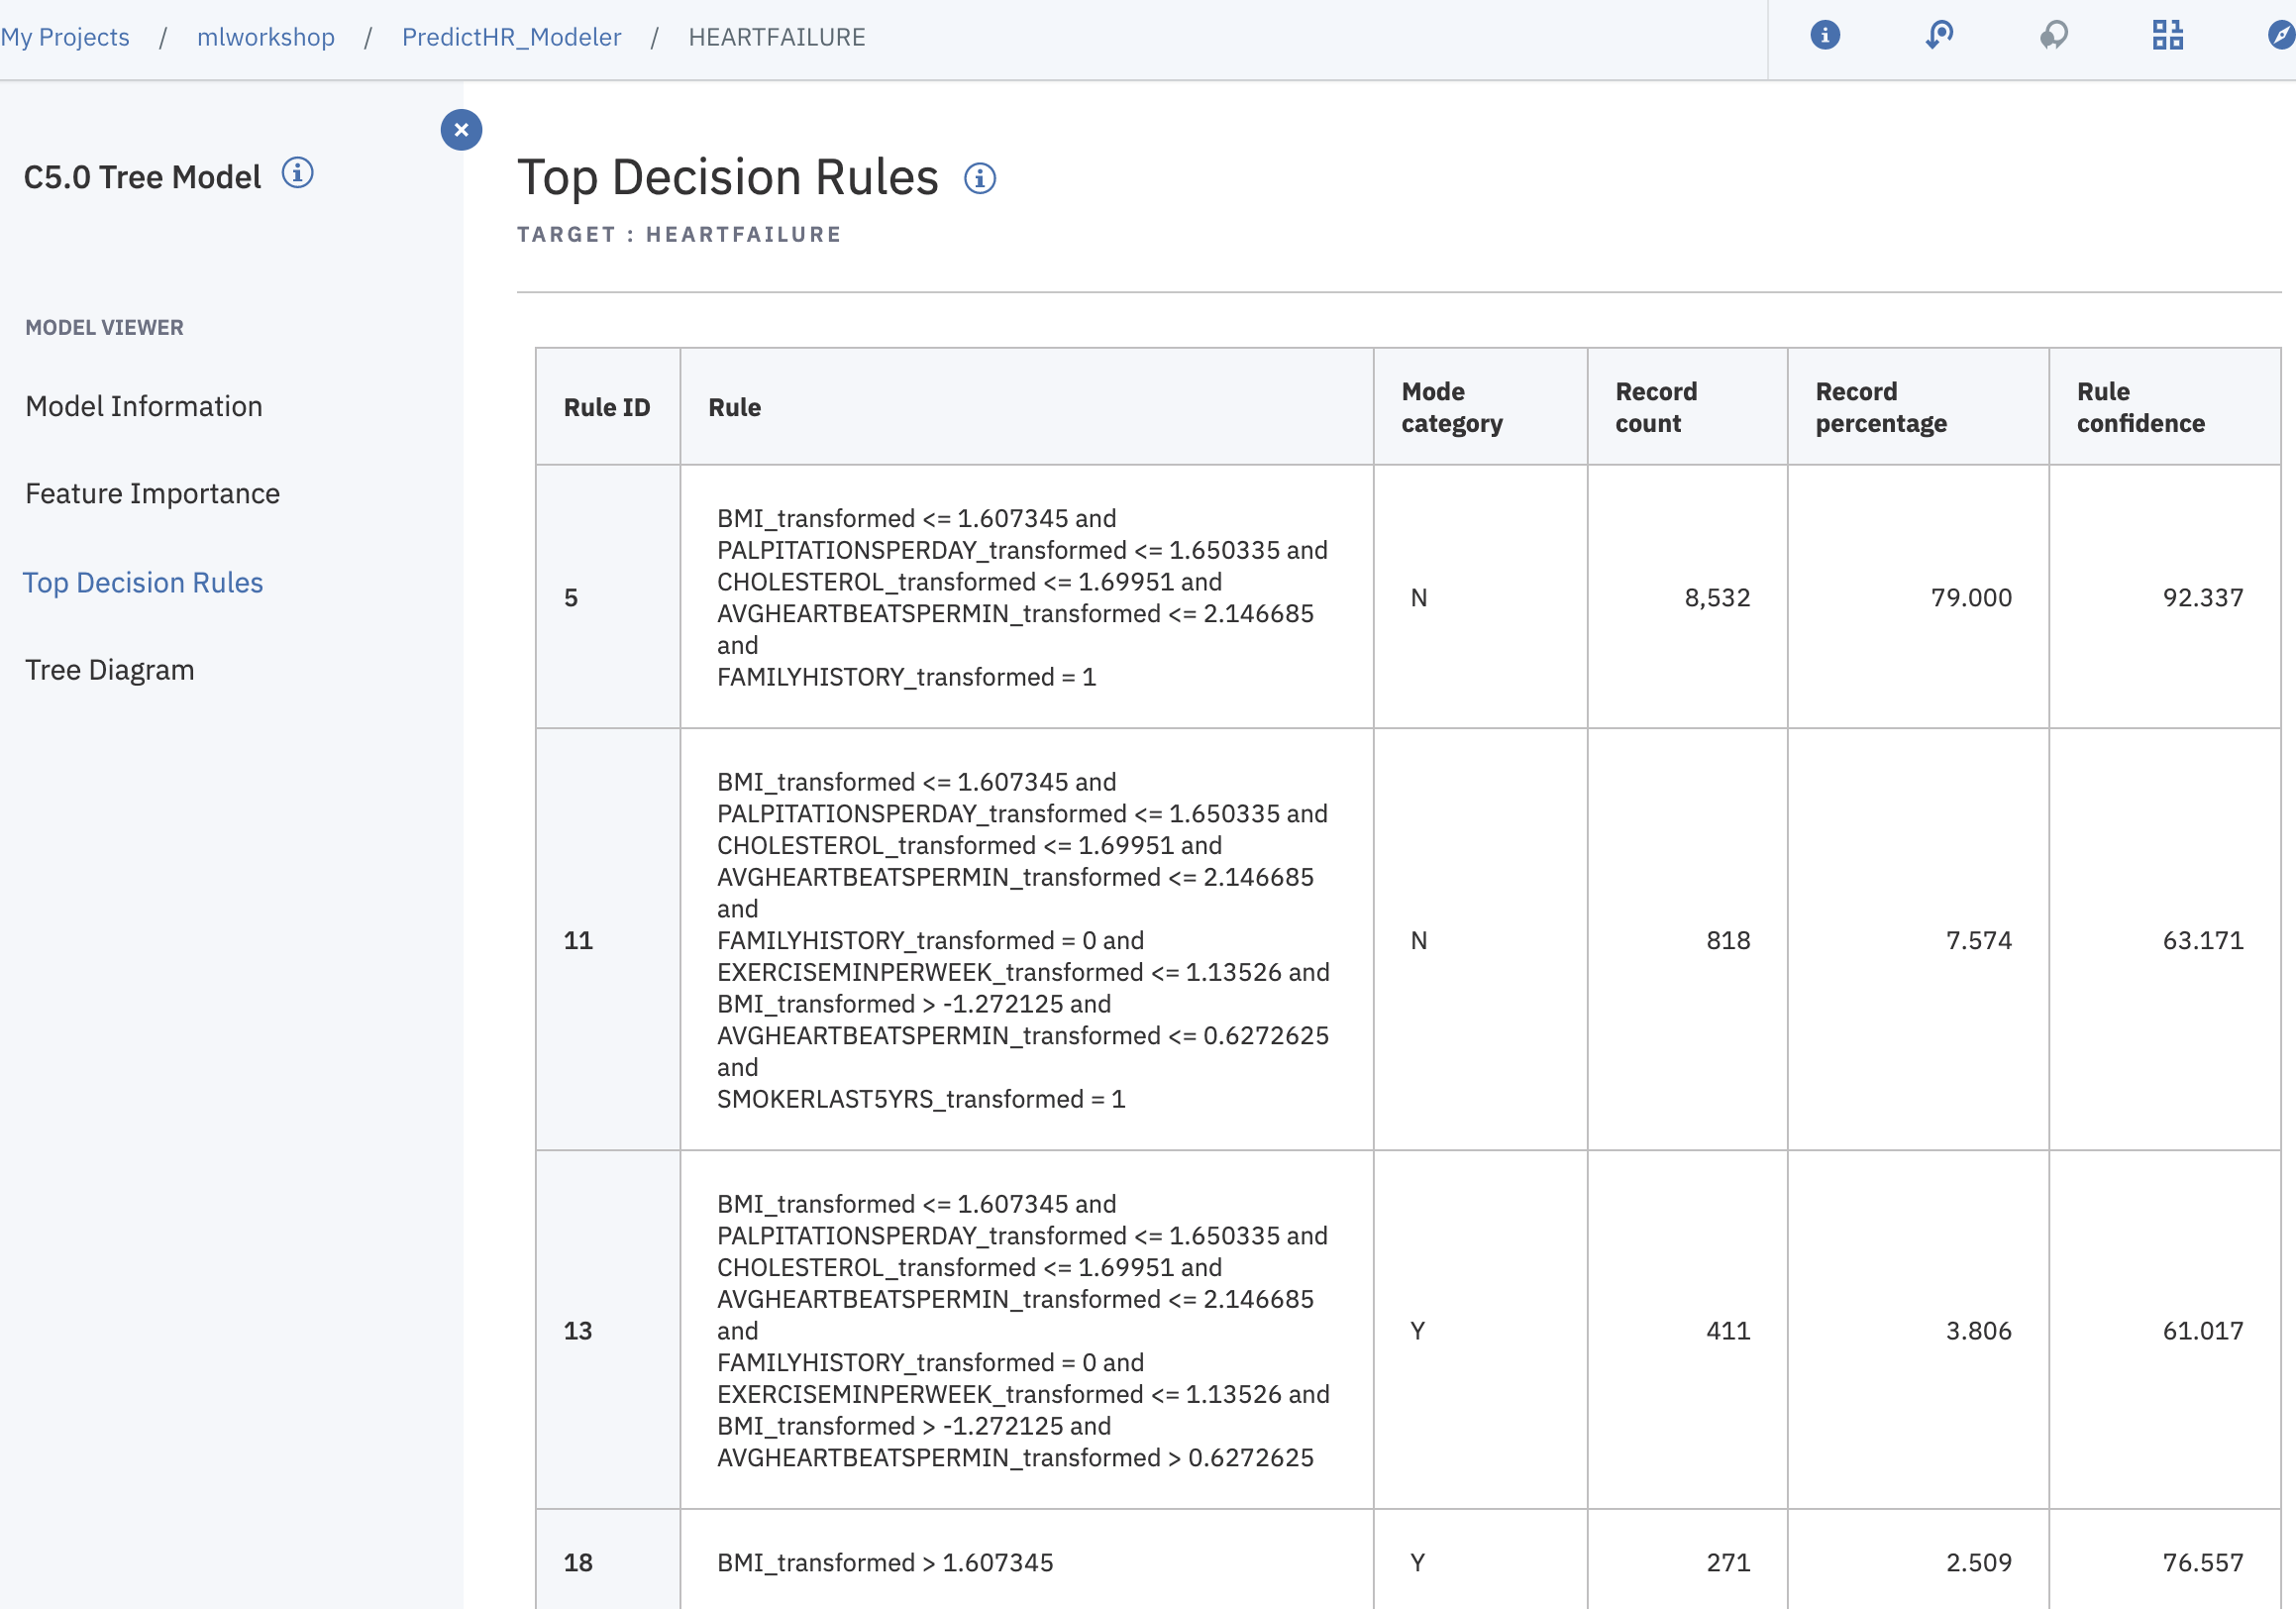 My Projects / mlworkshop / PredictHR_Modeler / HEARTFAILURE
C5.0 Tree Model
MODEL VIEWER
Model Information
Feature Importance
Top Decision Rules
Tree Diagram
Top Decision Rules
TARGET : HEARTFAILURE
Rule ID Rule Mode category Record count Record percentage Rule confidence
BMI_transformed <= 1.607345 and
PALPITATIONSPERDAY_transformed <= 1.650335 and
CHOLESTEROL_transformed <= 1.69951 and
AVGHEARTBEATSPERMIN_transformed <= 2.146685
and
FAMILYHISTORY_transformed = 1
5 N 8,532 79.000 92.337
BMI_transformed <= 1.607345 and
PALPITATIONSPERDAY_transformed <= 1.650335 and
CHOLESTEROL_transformed <= 1.69951 and
AVGHEARTBEATSPERMIN_transformed <= 2.146685
and
FAMILYHISTORY_transformed = 0 and
EXERCISEMINPERWEEK_transformed <= 1.13526 and
BMI_transformed > -1.272125 and
AVGHEARTBEATSPERMIN_transformed <= 0.6272625
and
SMOKERLAST5YRS_transformed = 1
11 N 818 7.574 63.171
BMI_transformed <= 1.607345 and
PALPITATIONSPERDAY_transformed <= 1.650335 and
CHOLESTEROL_transformed <= 1.69951 and
AVGHEARTBEATSPERMIN_transformed <= 2.146685
and
FAMILYHISTORY_transformed = 0 and
EXERCISEMINPERWEEK_transformed <= 1.13526 and
BMI_transformed > -1.272125 and
AVGHEARTBEATSPERMIN_transformed > 0.6272625
13 Y 411 3.806 61.017
18 BMI_transformed > 1.607345 Y 271 2.509 76.557